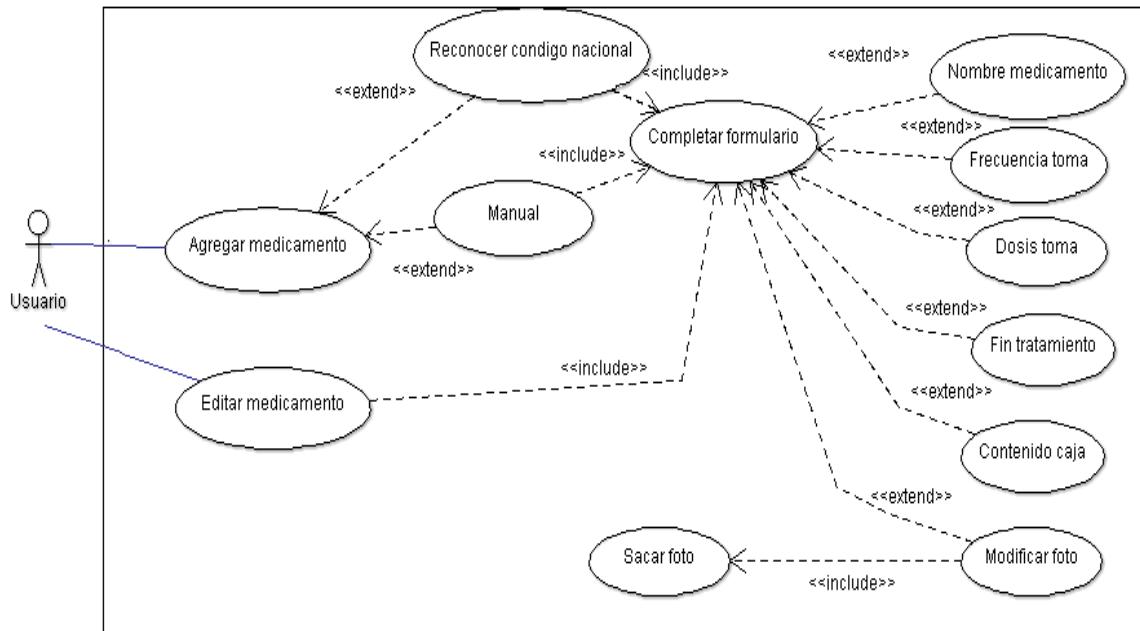 Reconocer condigo nacional
<<extend>>
<<include>>
<<extend>>
Nombre medicamento
<<extend>>
Completar formulario
<<include>>
Frecuencia toma
Manual
<<extend>>
Agregar medicamento
<<extend>>
Dosis toma
Usuario
<<extend>>
Fin tratamiento
<<include>>
Editar medicamento
<<extend>>
Contenido caja
<<extend>>
Sacar foto
Modificar foto
<<include>>